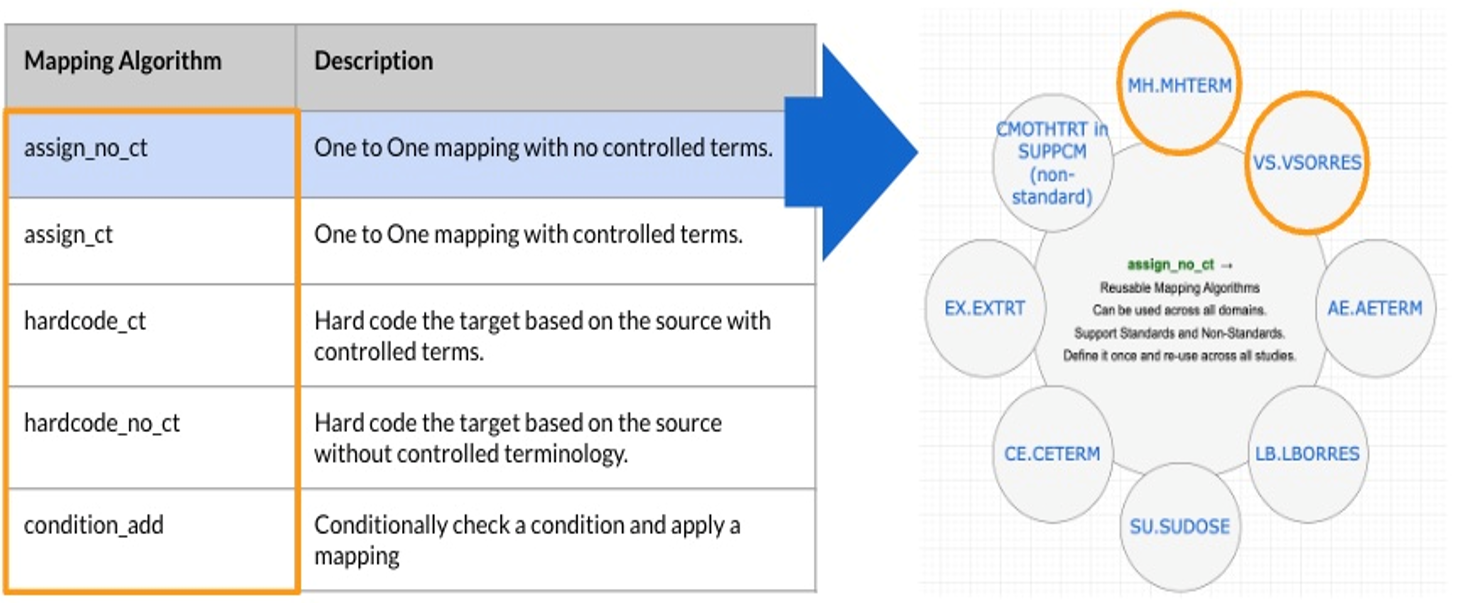 Mapping Algorithm
Description
assign_no_ct
One to One mapping with no controlled terms.
assign_ct
One to One mapping with controlled terms.
hardcode_ct
Hard code the target based on the source with
controlled terms.
hardcode_no_ct
Hard code the target based on the source
without controlled terminology.
condition_add
Conditionally check a condition and apply a
mapping
MH.MHTERM
CMOTHTRT in
SUPPCM
(non-
standard)
VS.VSORRES
EX.EXTRT
assign_no_ct →
Reusable Mapping Algorithms
Can be used across all domains.
Support Standards and Non-Standards.
Define it once and re-use across all studies.
AE.AETERM
CE.CETERM
LB.LBORRES
SU.SUDOSE